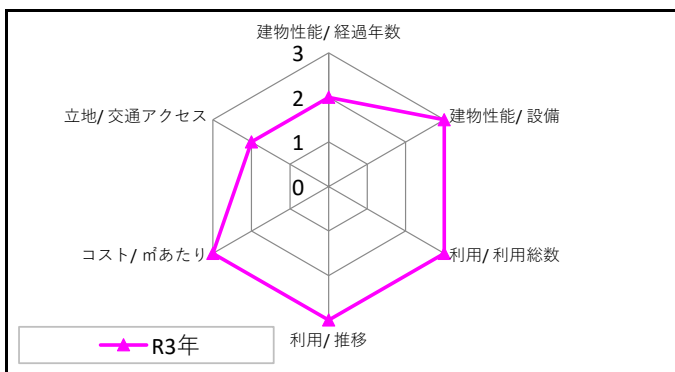 建物性能/ 経過年数
3
立地/ 交通アクセス
2
建物性能/ 設備
1
0
コスト/ ㎡あたり
利用/ 利用総数
利用/ 推移
R3年